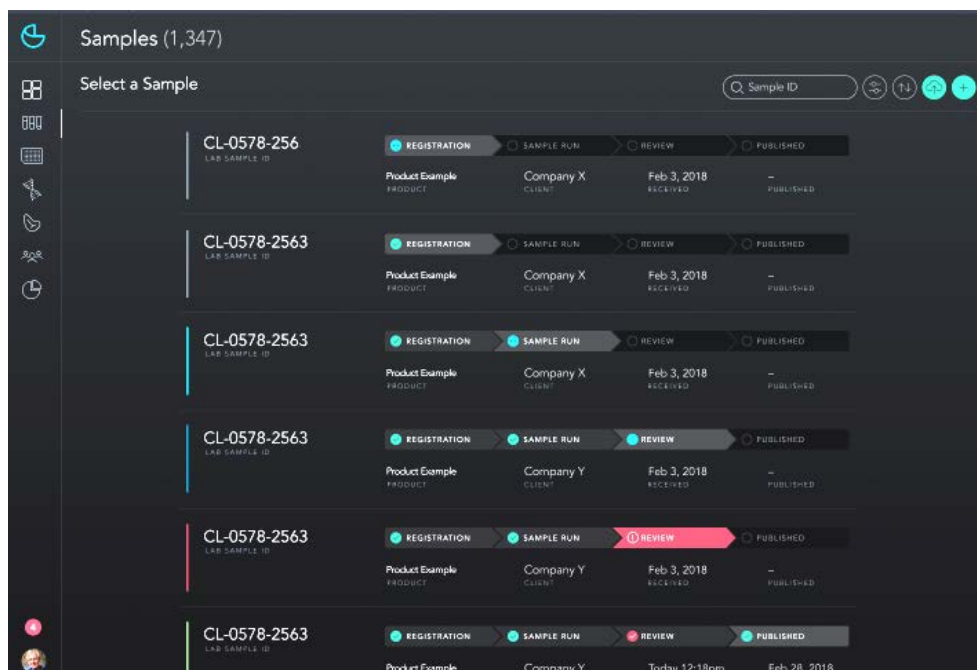 Samples (1,347)
Select a Sample
Sample ID
CL-0578-256
LAB SAMPLE ID
REGISTRATION SAMPLE RUN REVIEW PUBLISHED
Product Example Company X Feb 3, 2018 –
PRODUCT CLIENT RECEIVED PUBLISHED
CL-0578-2563
LAB SAMPLE ID
REGISTRATION SAMPLE RUN REVIEW PUBLISHED
Product Example Company X Feb 3, 2018 –
PRODUCT CLIENT RECEIVED PUBLISHED
CL-0578-2563
LAB SAMPLE ID
REGISTRATION SAMPLE RUN REVIEW PUBLISHED
Product Example Company X Feb 3, 2018 –
PRODUCT CLIENT RECEIVED PUBLISHED
CL-0578-2563
LAB SAMPLE ID
REGISTRATION SAMPLE RUN REVIEW PUBLISHED
Product Example Company Y Feb 3, 2018 –
PRODUCT CLIENT RECEIVED PUBLISHED
CL-0578-2563
LAB SAMPLE ID
REGISTRATION SAMPLE RUN REVIEW PUBLISHED
Product Example Company Y Feb 3, 2018 –
PRODUCT CLIENT RECEIVED PUBLISHED
4
CL-0578-2563
LAB SAMPLE ID
REGISTRATION SAMPLE RUN REVIEW PUBLISHED
Product Example Company Y Today 12:18pm Feb 28, 2018